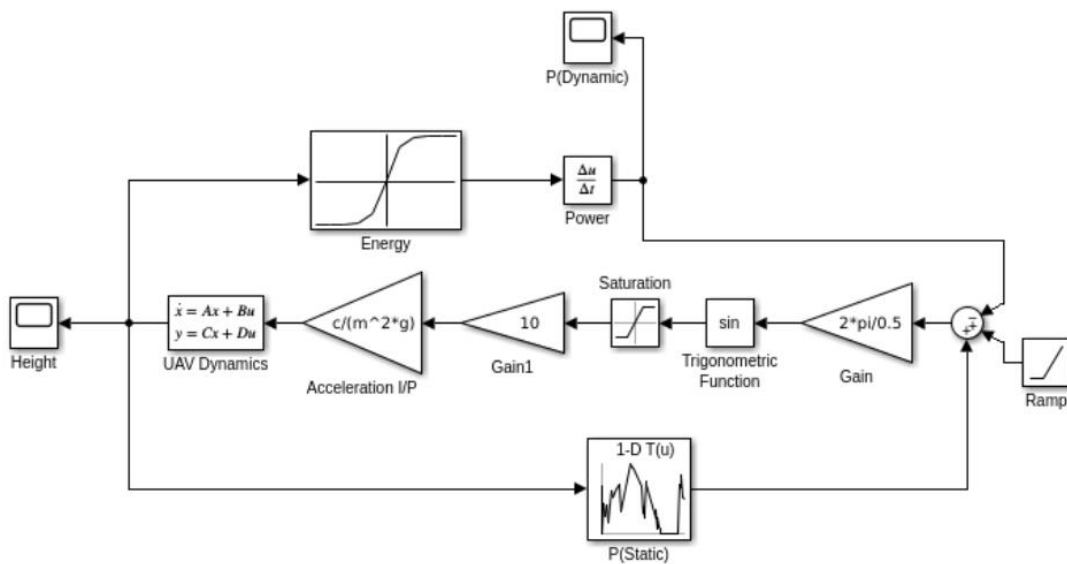 P(Dynamic)
Δu
Δt
Power
Energy
Height
ẋ = Ax + Bu
y = Cx + Du
UAV Dynamics
c/(m^2*g)
Acceleration I/P
10
Gain1
Saturation
sin
Trigonometric
Function
2*pi/0.5
Gain
Ramp
1-D T(u)
P(Static)